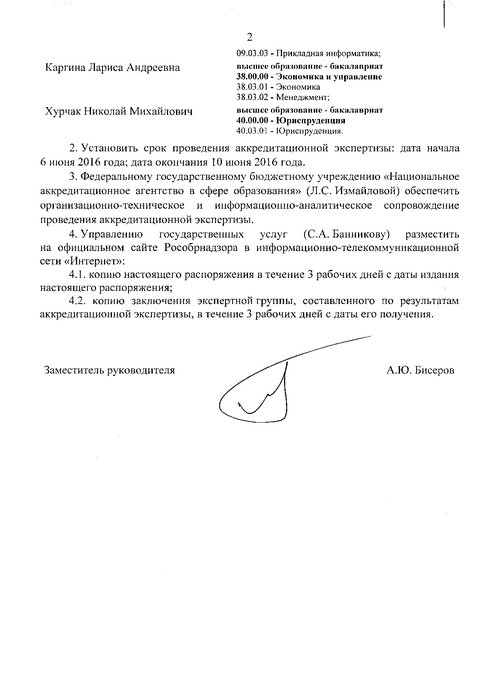 2
09.03.03 - Прикладная информатика;
Каргина Лариса Андреевна
высшее образование - бакалавриат
38.00.00 - Экономика и управление
38.03.01 - Экономика
38.03.02 - Менеджмент;
Хурчак Николай Михайлович
высшее образование - бакалавриат
40.00.00 - Юриспруденция
40.03.01 - Юриспруденция.
2. Установить срок проведения аккредитационной экспертизы: дата начала
6 июня 2016 года; дата окончания 10 июня 2016 года.
3. Федеральному государственному бюджетному учреждению «Национальное
аккредитационное агентство в сфере образования» (Л.С. Измайловой) обеспечить
организационно-техническое и информационно-аналитическое сопровождение
проведения аккредитационной экспертизы.
4. Управлению государственных услуг (С.А. Банникову) разместить
на официальном сайте Рособрнадзора в информационно-телекоммуникационной
сети «Интернет»:
4.1. копию настоящего распоряжения в течение 3 рабочих дней с даты издания
настоящего распоряжения;
4.2. копию заключения экспертной группы, составленного по результатам
аккредитационной экспертизы, в течение 3 рабочих дней с даты его получения.
Заместитель руководителя
А.Ю. Бисеров